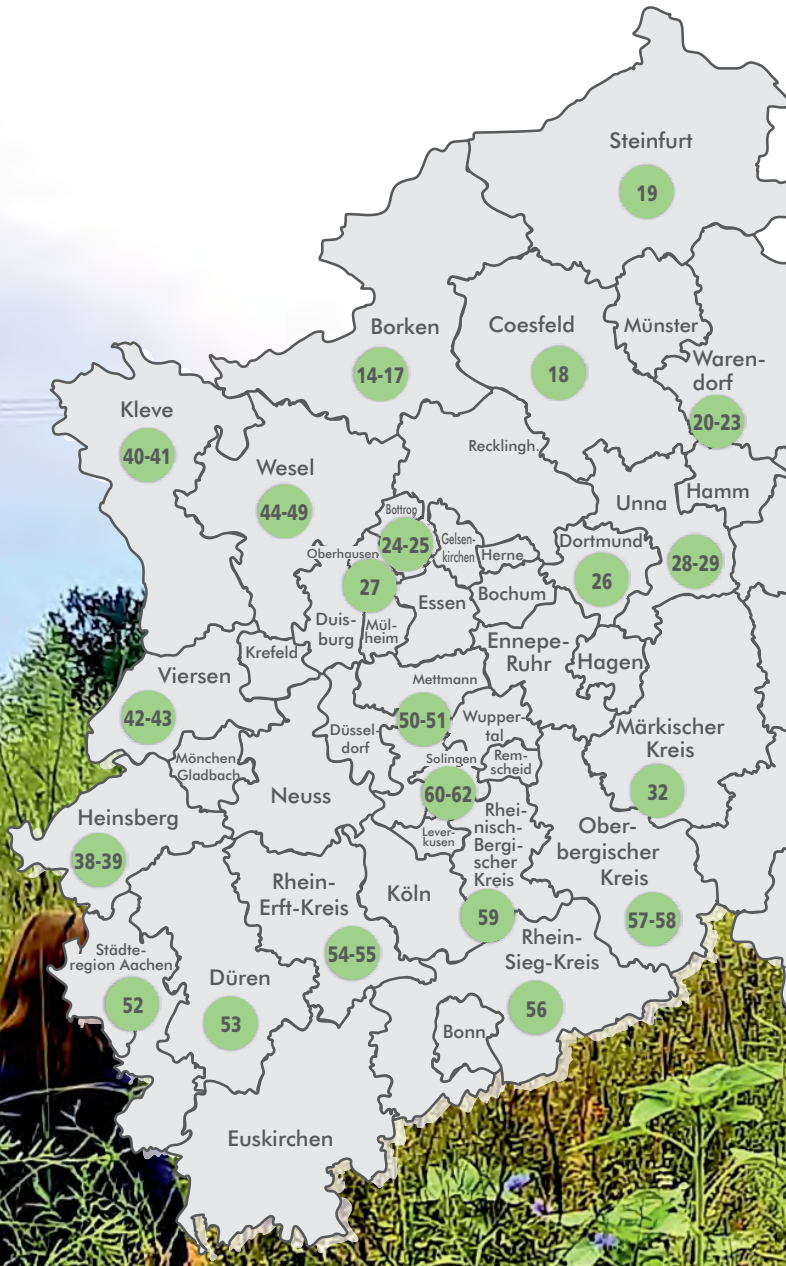 Steinfurt
19
Borken
14-17
Coesfeld
18
Münster
Waren-
dorf
20-23
Kleve
40-41
Wesel
44-49
Recklingh.
Unna
Hamm
28-29
Bottrop
24-25
Gelsen-
kirchen
Herne
Dortmund
26
Oberhausen
27
Essen
Bochum
Duis-
burg
Mül-
heim
Ennepe-
Ruhr
Hagen
Krefeld
Viersen
42-43
Mettmann
50-51
Wupper-
tal
Düssel-
dorf
Märkischer
Kreis
32
Mönchen
Gladbach
Solingen
60-62
Rem-
scheid
Neuss
Heinsberg
38-39
Lever-
kusen
Rhei-
nisch-
Bergi-
scher
Kreis
59
Ober-
bergischer
Kreis
57-58
Rhein-
Erft-Kreis
54-55
Köln
Städte-
region Aachen
52
Düren
53
Rhein-
Sieg-Kreis
56
Bonn
Euskirchen